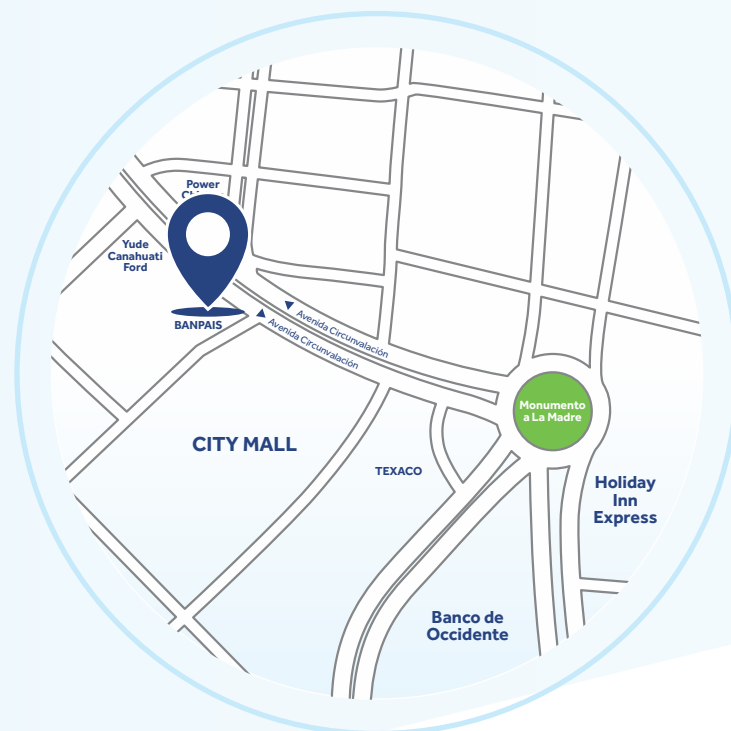 Power
Yude
Canahuati
Ford
BANPAIS
Avenida Circunvalación
Avenida Circunvalación
Monumento
a La Madre
CITY MALL
TEXACO
Holiday
Inn
Express
Banco de
Occidente